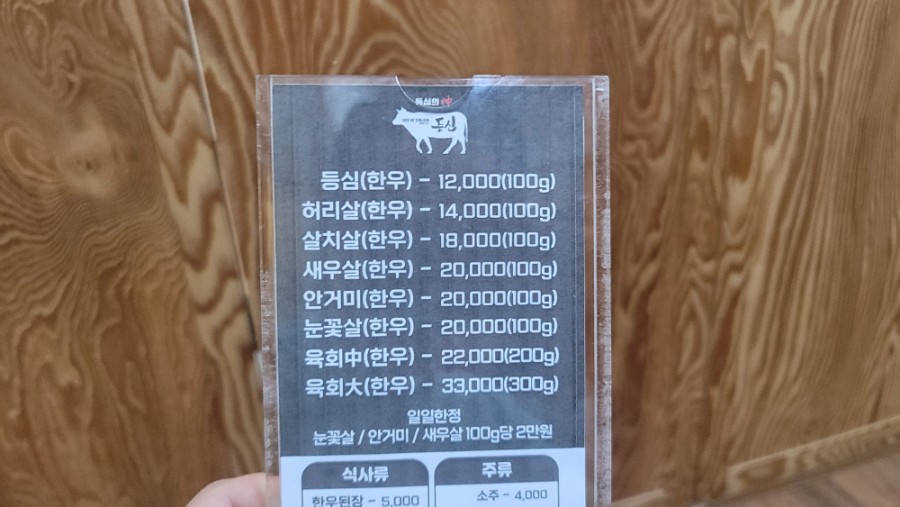 등심의 神
등심
등심(한우) - 12,000(100g)
허리살(한우) - 14,000(100g)
살치살(한우) - 18,000(100g)
새우살(한우) - 20,000(100g)
안거미(한우) - 20,000(100g)
눈꽃살(한우) - 20,000(100g)
육회中(한우) - 22,000(200g)
육회大(한우) - 33,000(300g)
일일한정
눈꽃살 / 안거미 / 새우살 100g당 2만원
식사류
한우된장 - 5,000
주류
소주 - 4,000